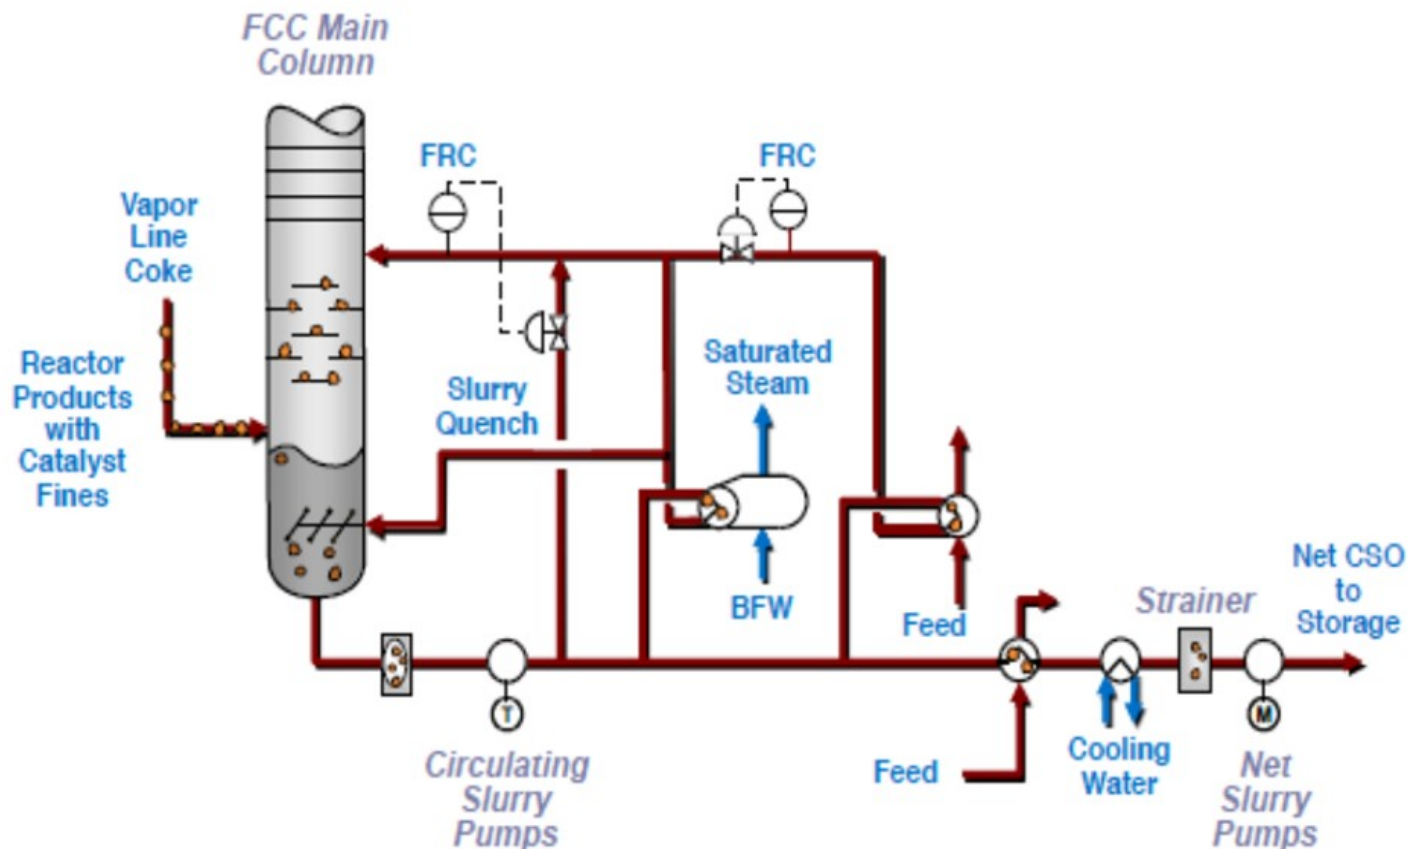 FCC Main
Column
FRC
FRC
Vapor
Line
Coke
Reactor
Products
with
Catalyst
Fines
Saturated
Steam
Slurry
Quench
BFW
Feed
Strainer
Net CSO
to
Storage
T
M
Circulating
Slurry
Pumps
Feed
Cooling
Water
Net
Slurry
Pumps